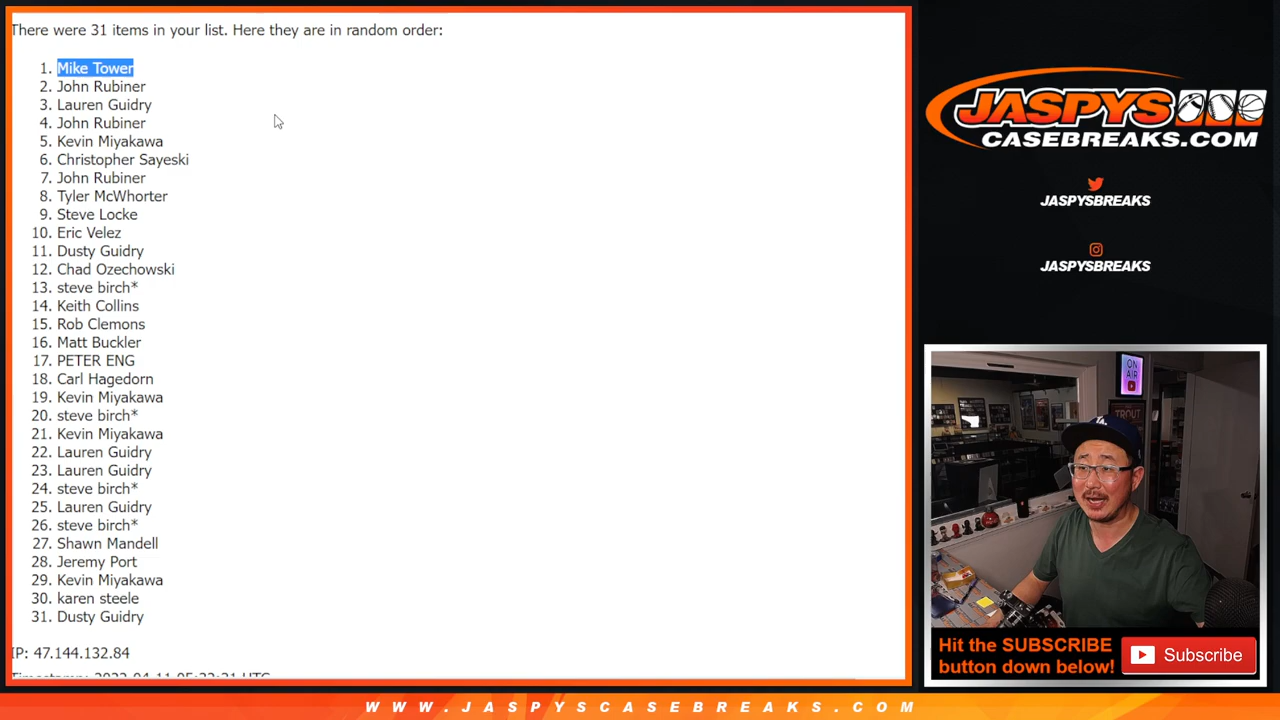 There were 31 items in your list. Here they are in random order:
1. Mike Tower
2. John Rubiner
3. Lauren Guidry
4. John Rubiner
5. Kevin Miyakawa
6. Christopher Sayeski
7. John Rubiner
8. Tyler McWhorter
9. Steve Locke
10. Eric Velez
11. Dusty Guidry
12. Chad Ozechowski
13. steve birch*
14. Keith Collins
15. Rob Clemons
16. Matt Buckler
17. PETER ENG
18. Carl Hagedorn
19. Kevin Miyakawa
20. steve birch*
21. Kevin Miyakawa
22. Lauren Guidry
23. Lauren Guidry
24. steve birch*
25. Lauren Guidry
26. steve birch*
27. Shawn Mandell
28. Jeremy Port
29. Kevin Miyakawa
30. karen steele
31. Dusty Guidry
IP: 47.144.132.84
JASPYS
CASEBREAKS.COM
JASPYSBREAKS
JASPYSBREAKS
ON
AIR
TROUT
Hit the SUBSCRIBE
button down below!
Subscribe
WWW.JASPYSCASEBREAKS.COM